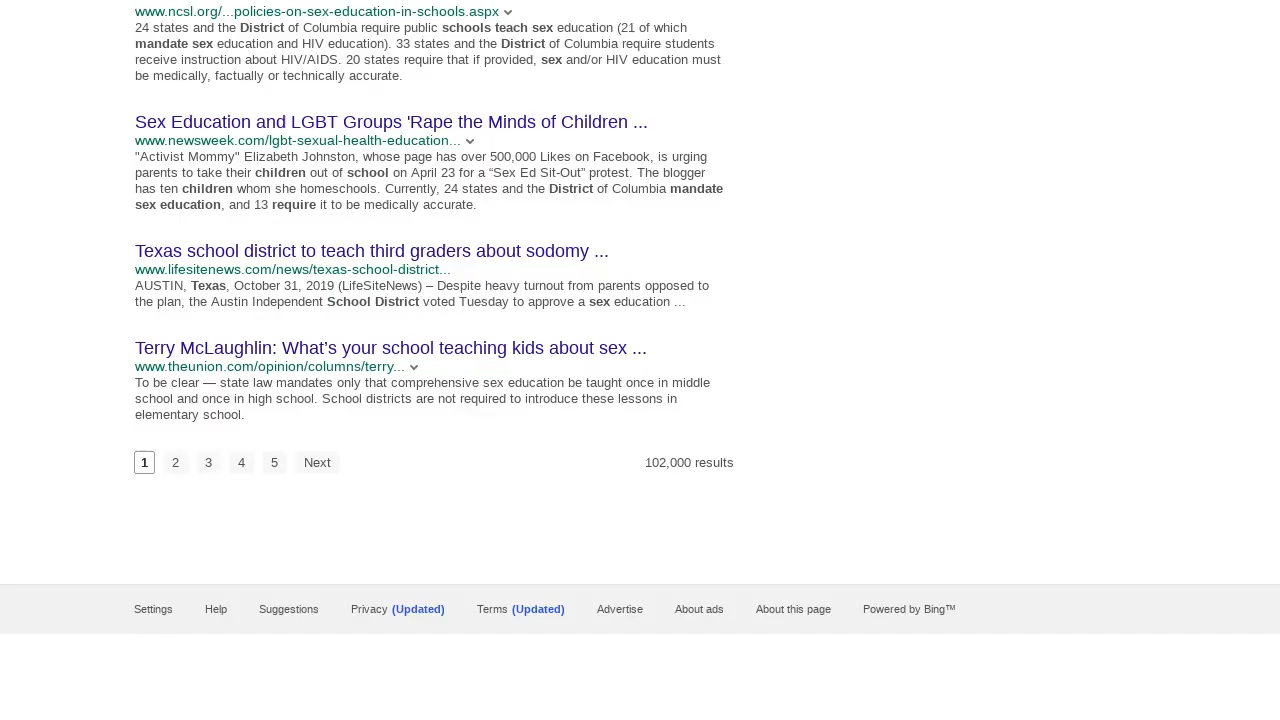 www.ncsl.org/...policies-on-sex-education-in-schools.aspx
24 states and the District of Columbia require public schools teach sex education (21 of which
mandate sex education and HIV education). 33 states and the District of Columbia require students
receive instruction about HIV/AIDS. 20 states require that if provided, sex and/or HIV education must
be medically, factually or technically accurate.
Sex Education and LGBT Groups 'Rape the Minds of Children ...
www.newsweek.com/lgbt-sexual-health-education...
"Activist Mommy" Elizabeth Johnston, whose page has over 500,000 Likes on Facebook, is urging
parents to take their children out of school on April 23 for a “Sex Ed Sit-Out” protest. The blogger
has ten children whom she homeschools. Currently, 24 states and the District of Columbia mandate
sex education, and 13 require it to be medically accurate.
Texas school district to teach third graders about sodomy ...
www.lifesitenews.com/news/texas-school-district...
AUSTIN, Texas, October 31, 2019 (LifeSiteNews) – Despite heavy turnout from parents opposed to
the plan, the Austin Independent School District voted Tuesday to approve a sex education ...
Terry McLaughlin: What’s your school teaching kids about sex ...
www.theunion.com/opinion/columns/terry...
To be clear — state law mandates only that comprehensive sex education be taught once in middle
school and once in high school. School districts are not required to introduce these lessons in
elementary school.
1 2 3 4 5 Next 102,000 results
Settings Help Suggestions Privacy (Updated) Terms (Updated) Advertise About ads About this page Powered by Bing™